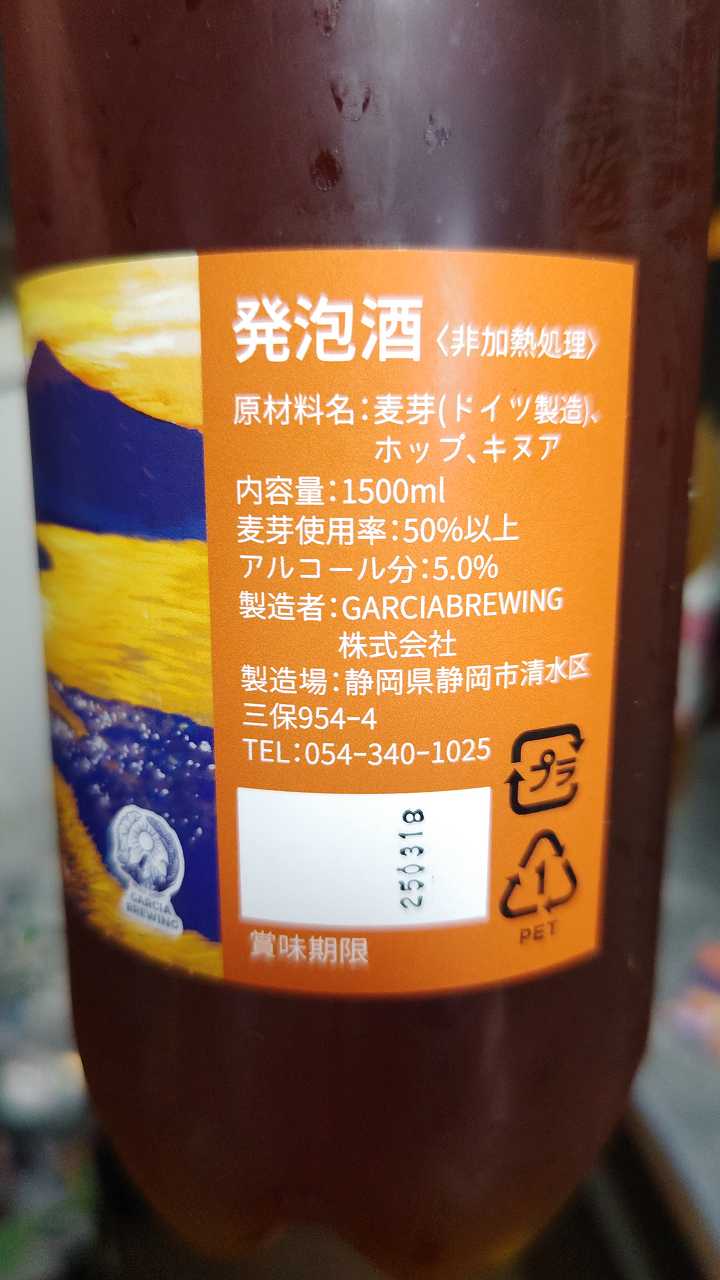 発泡酒〈非加熱処理〉
原材料名：麦芽(ドイツ製造)、
ホップ、キヌア
内容量：1500ml
麦芽使用率：50%以上
アルコール分：5.0%
製造者：GARCIABREWING
株式会社
製造場：静岡県静岡市清水区
三保954-4
TEL：054-340-1025
プラ
250318
1
PET
賞味期限
GARCIA
BREWING